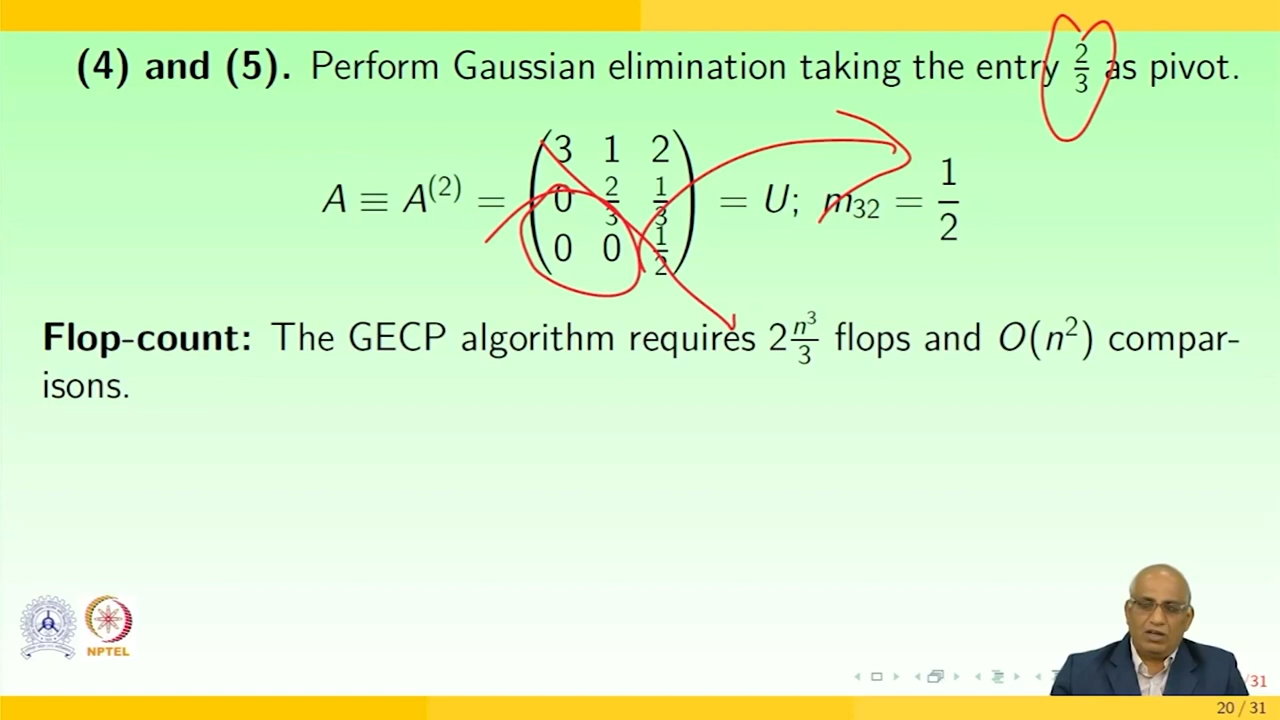 (4) and (5). Perform Gaussian elimination taking the entry 2/3 as pivot.
A ≡ A^(2) = (3 1 2; 0 2/3 1/3; 0 0 1/2) = U; m_32 = 1/2
Flop-count: The GECP algorithm requires 2 n^3/3 flops and O(n^2) compar-
isons.
NPTEL
/31
20 / 31